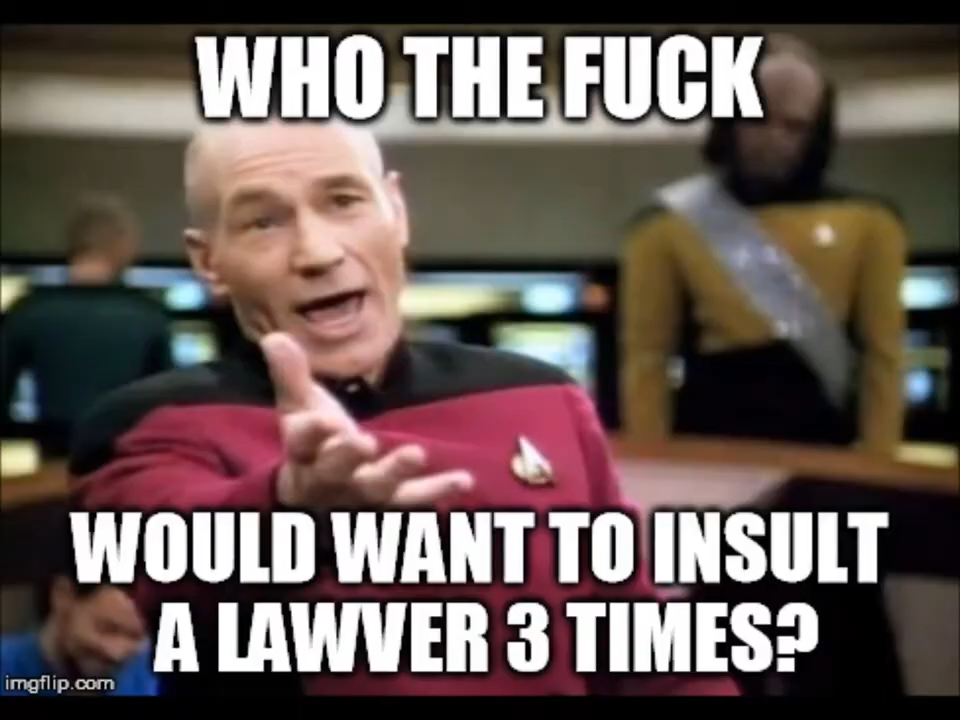 WHO THE FUCK
WOULD WANT TO INSULT
A LAWVER 3 TIMES?
imgflip.com